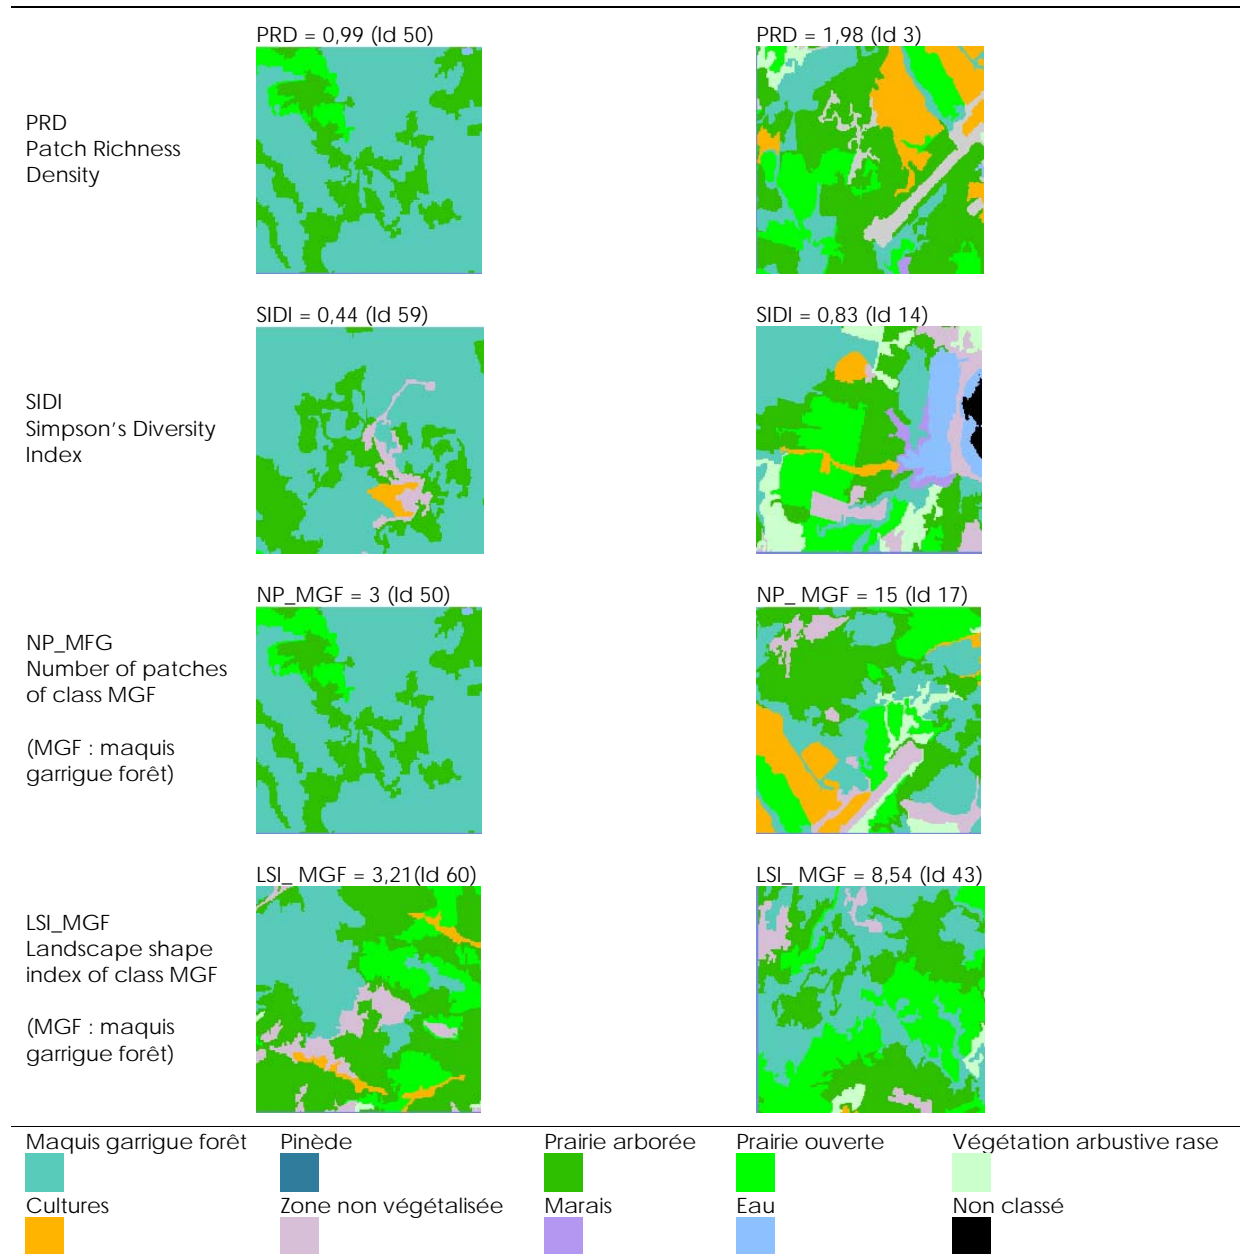 PRD = 0,99 (Id 50)
PRD = 1,98 (Id 3)
PRD
Patch Richness
Density
SIDI = 0,44 (Id 59)
SIDI = 0,83 (Id 14)
SIDI
Simpson's Diversity
Index
NP_MGF = 3 (Id 50)
NP_ MGF = 15 (Id 17)
NP_MFG
Number of patches
of class MGF
(MGF : maquis
garrigue forêt)
LSI_ MGF = 3,21(Id 60)
LSI_ MGF = 8,54 (Id 43)
LSI_MGF
Landscape shape
index of class MGF
(MGF : maquis
garrigue forêt)
Maquis garrigue forêt
Pinède
Prairie arborée
Prairie ouverte
Végétation arbustive rase
Cultures
Zone non végétalisée
Marais
Eau
Non classé